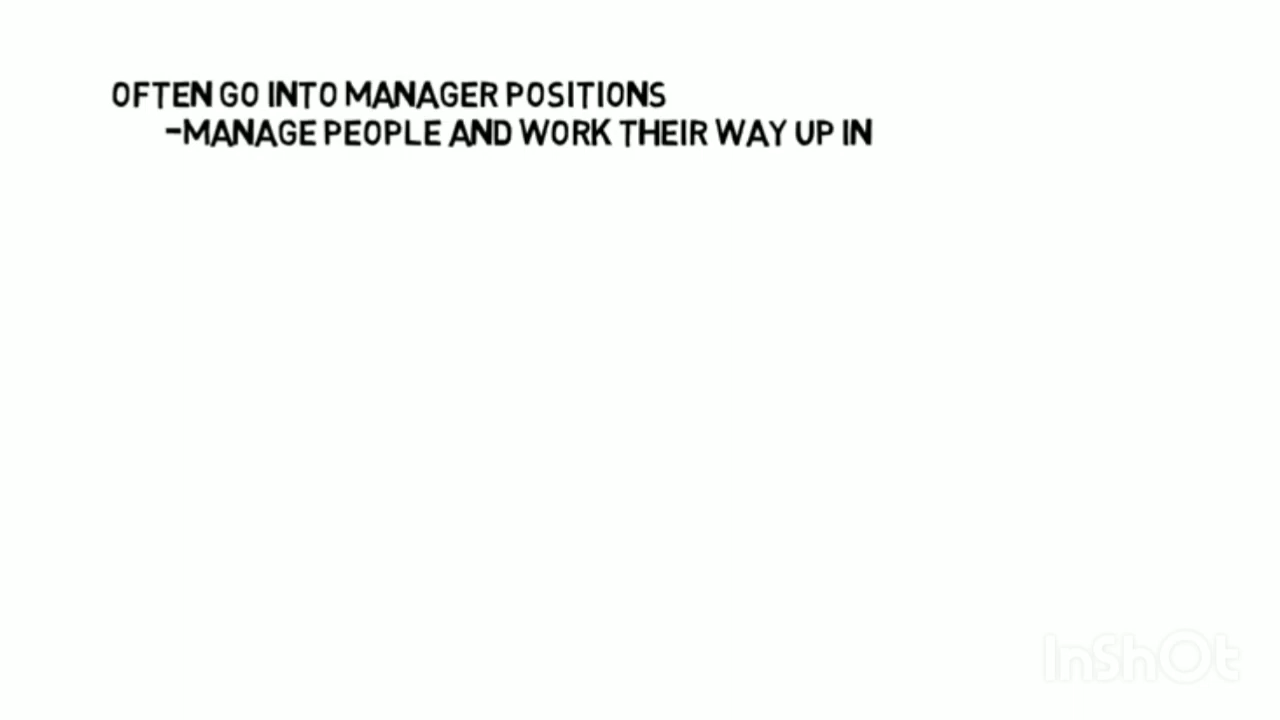 OFTEN GO INTO MANAGER POSITIONS
-MANAGE PEOPLE AND WORK THEIR WAY UP IN
InShOt